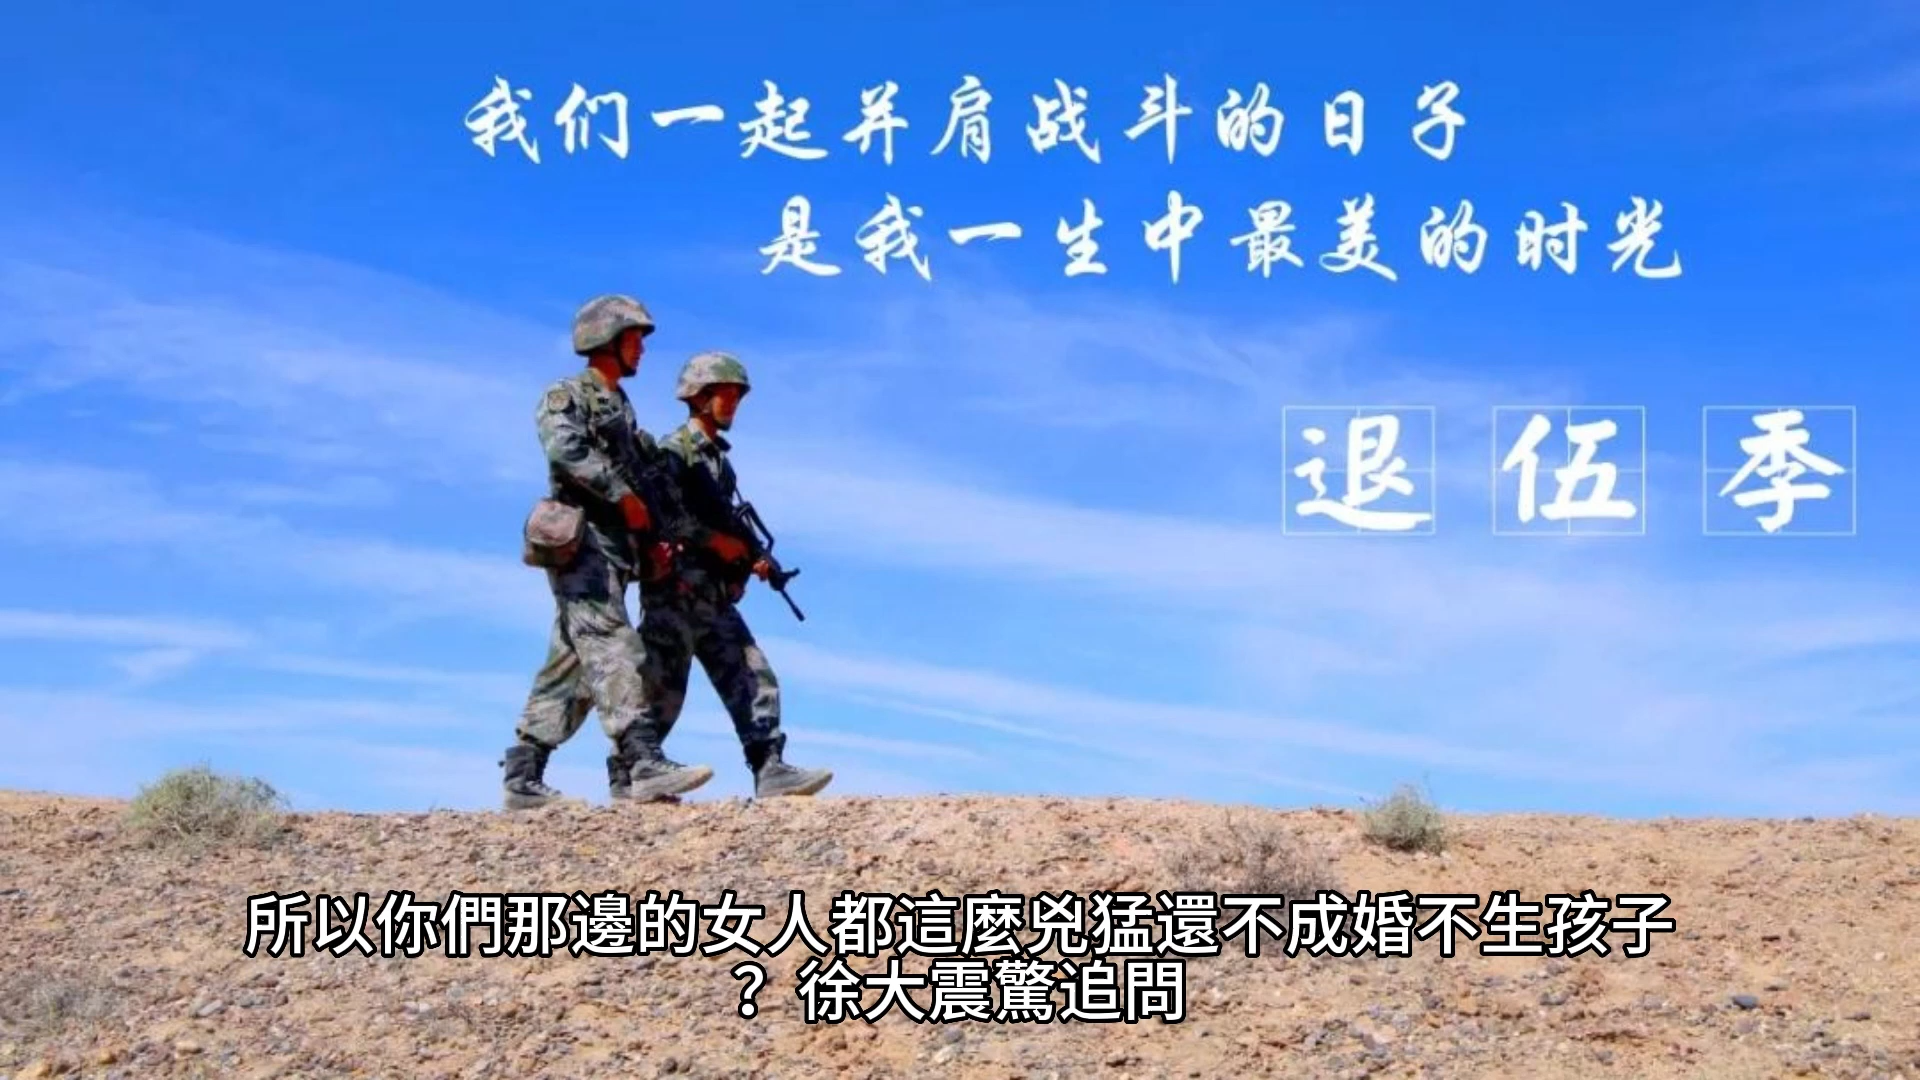 我们一起并肩战斗的日子
是我一生中最美的时光
退伍季
所以你們那邊的女人都這麼兇猛還不成婚不生孩子
？徐大震驚追問